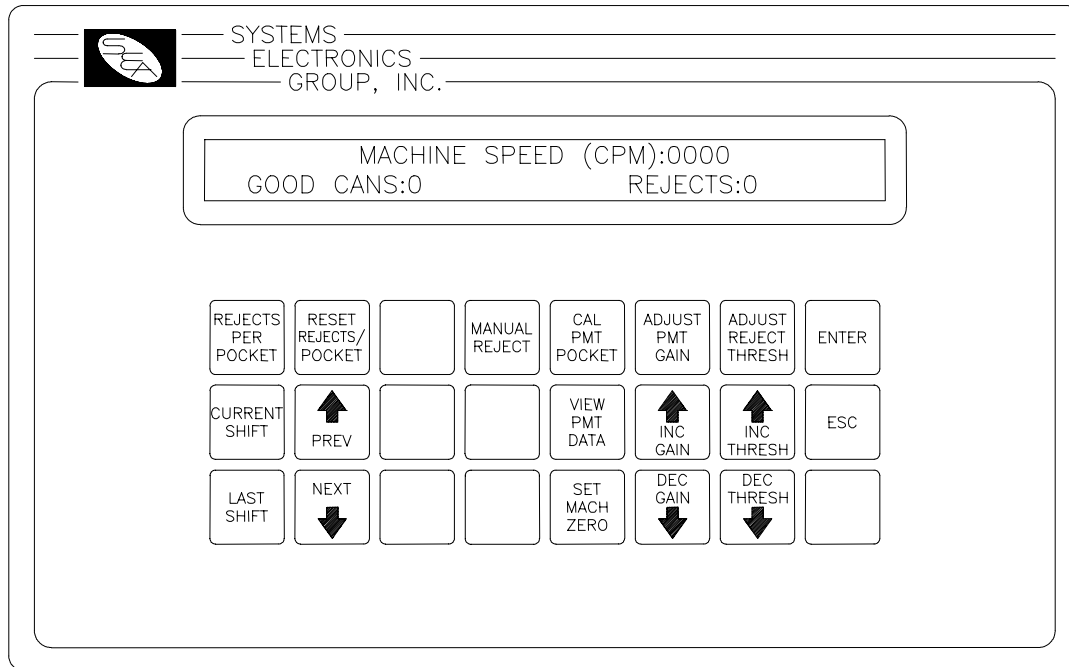 SYSTEMS
ELECTRONICS
GROUP, INC.
MACHINE SPEED (CPM):0000
GOOD CANS:0 REJECTS:0
REJECTS
PER
POCKET
RESET
REJECTS/
POCKET
MANUAL
REJECT
CAL
PMT
POCKET
ADJUST
PMT
GAIN
ADJUST
REJECT
THRESH
ENTER
CURRENT
SHIFT
PREV
VIEW
PMT
DATA
INC
GAIN
INC
THRESH
ESC
LAST
SHIFT
NEXT
SET
MACH
ZERO
DEC
GAIN
DEC
THRESH